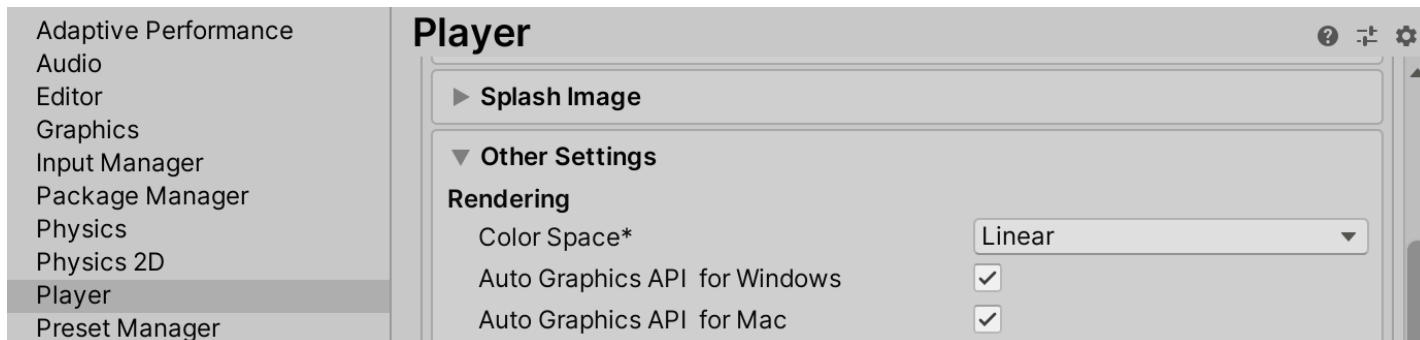 Adaptive Performance
Audio
Editor
Graphics
Input Manager
Package Manager
Physics
Physics 2D
Player
Preset Manager
Player
Splash Image
Other Settings
Rendering
Color Space* Linear
Auto Graphics API for Windows
Auto Graphics API for Mac